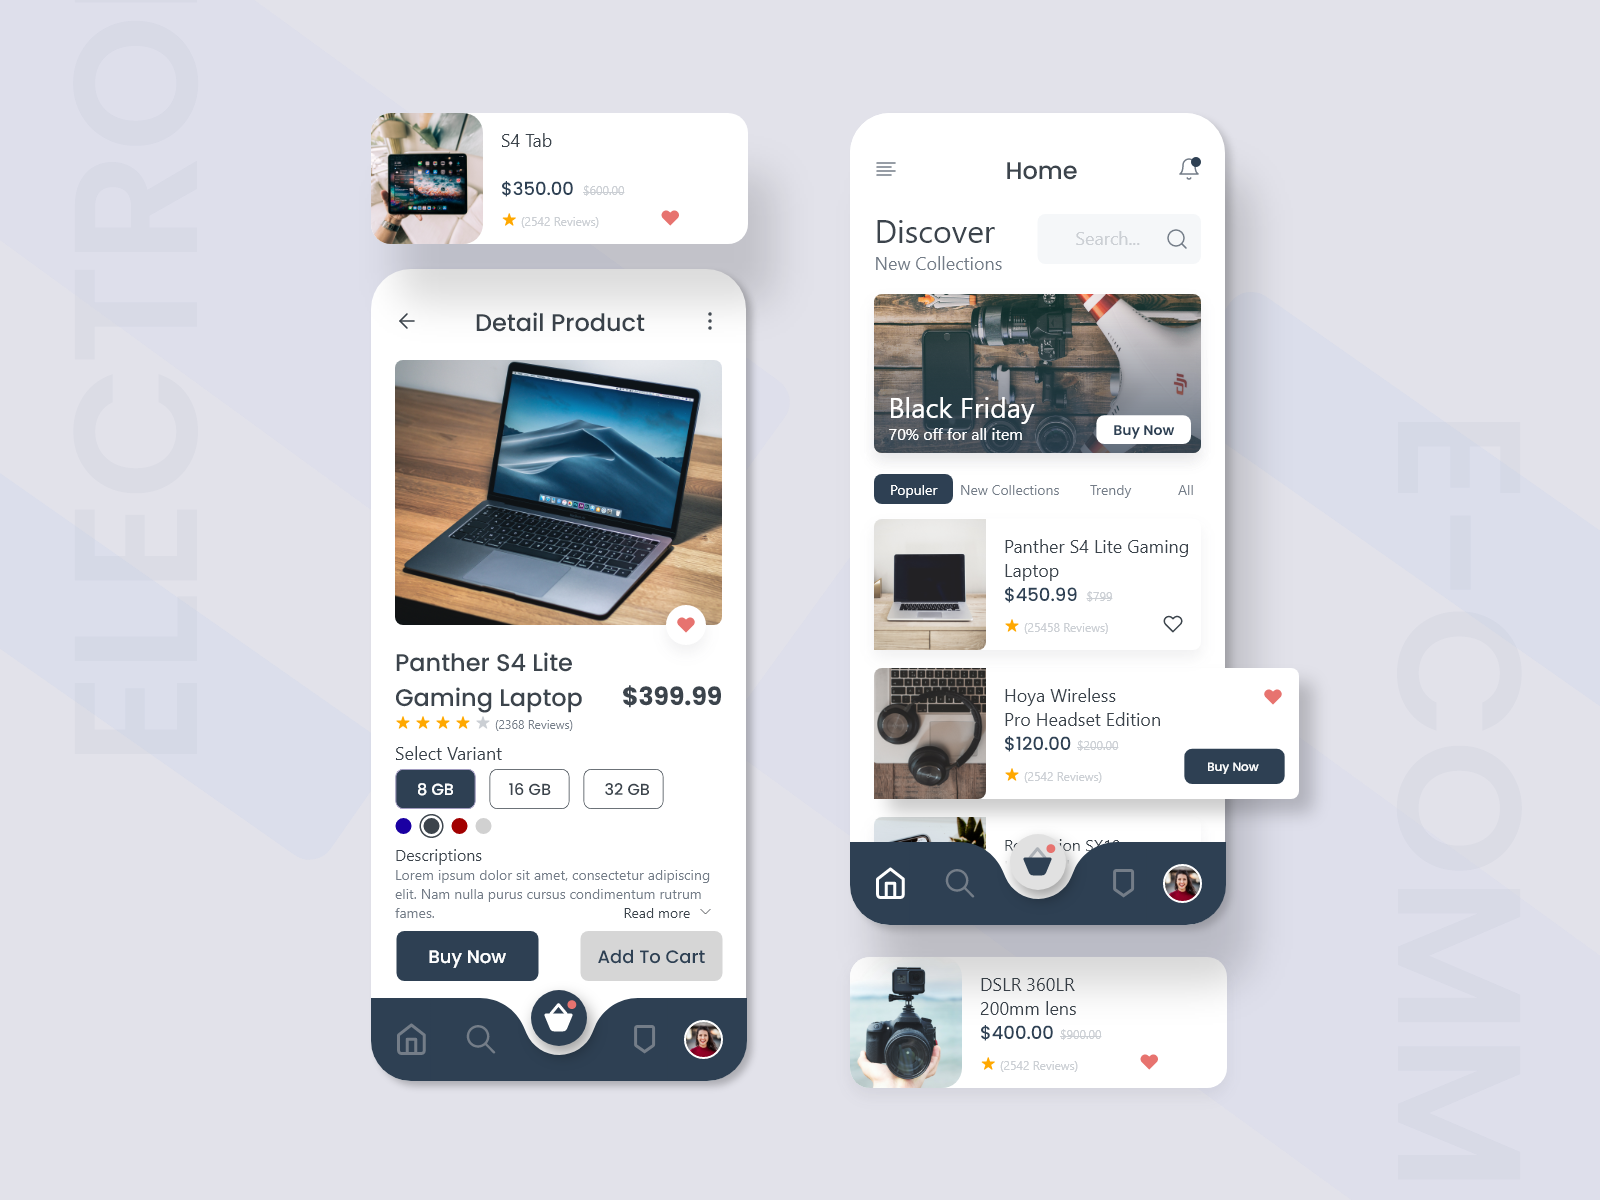 ELECTRO
S4 Tab
$350.00 $600.00
(2542 Reviews)
Detail Product
Panther S4 Lite
Gaming Laptop $399.99
(2368 Reviews)
Select Variant
8 GB 16 GB 32 GB
Descriptions
Lorem ipsum dolor sit amet, consectetur adipiscing
elit. Nam nulla purus cursus condimentum rutrum
fames. Read more
Buy Now Add To Cart
Home
Discover
New Collections
Search...
Black Friday
70% off for all item
Buy Now
Populer New Collections Trendy All
Panther S4 Lite Gaming
Laptop
$450.99 $799
(25458 Reviews)
Hoya Wireless
Pro Headset Edition
$120.00 $200.00
(2542 Reviews)
Buy Now
DSLR 360LR
200mm lens
$400.00 $900.00
(2542 Reviews)
E-COMM